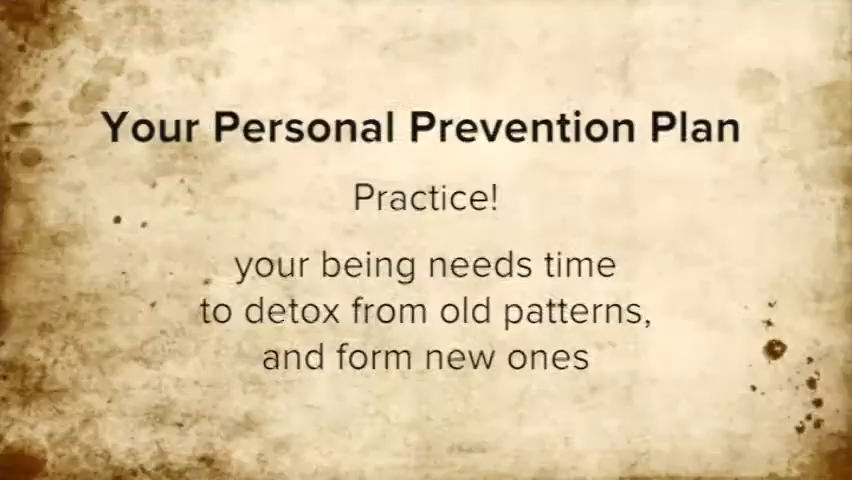 Your Personal Prevention Plan
Practice!
your being needs time
to detox from old patterns,
and form new ones